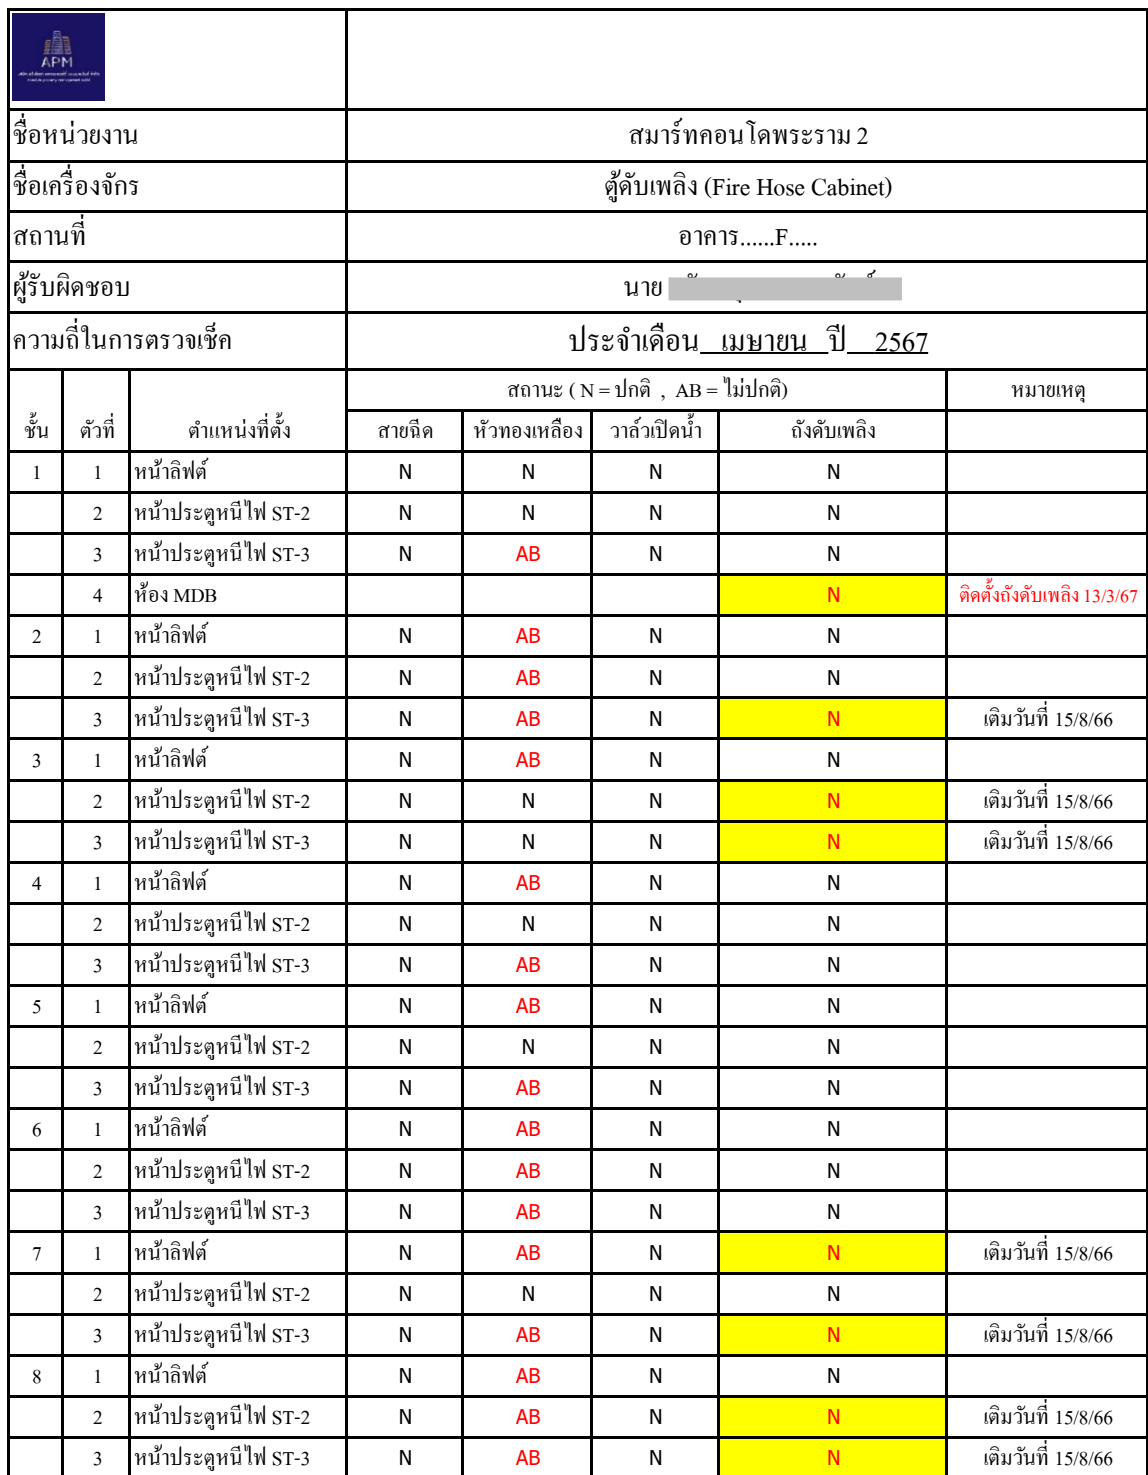 APM
ชื่อหน่วยงาน สมาร์ทคอนโดพระราม 2
ชื่อเครื่องจักร ตู้ดับเพลิง (Fire Hose Cabinet)
สถานที่ อาคาร......F.....
ผู้รับผิดชอบ นาย
ความถี่ในการตรวจเช็ค ประจำเดือน เมษายน ปี 2567
ชั้น ตัวที่ ตำแหน่งที่ตั้ง สถานะ ( N = ปกติ , AB = ไม่ปกติ) หมายเหตุ
สายฉีด หัวทองเหลือง วาล์วเปิดน้ำ ถังดับเพลิง
1 1 หน้าลิฟต์ N N N N
2 หน้าประตูหนีไฟ ST-2 N N N N
3 หน้าประตูหนีไฟ ST-3 N AB N N
4 ห้อง MDB N ติดตั้งถังดับเพลิง 13/3/67
2 1 หน้าลิฟต์ N AB N N
2 หน้าประตูหนีไฟ ST-2 N AB N N
3 หน้าประตูหนีไฟ ST-3 N AB N N เติมวันที่ 15/8/66
3 1 หน้าลิฟต์ N AB N N
2 หน้าประตูหนีไฟ ST-2 N N N N เติมวันที่ 15/8/66
3 หน้าประตูหนีไฟ ST-3 N N N N เติมวันที่ 15/8/66
4 1 หน้าลิฟต์ N AB N N
2 หน้าประตูหนีไฟ ST-2 N N N N
3 หน้าประตูหนีไฟ ST-3 N AB N N
5 1 หน้าลิฟต์ N AB N N
2 หน้าประตูหนีไฟ ST-2 N N N N
3 หน้าประตูหนีไฟ ST-3 N AB N N
6 1 หน้าลิฟต์ N AB N N
2 หน้าประตูหนีไฟ ST-2 N AB N N
3 หน้าประตูหนีไฟ ST-3 N AB N N
7 1 หน้าลิฟต์ N AB N N เติมวันที่ 15/8/66
2 หน้าประตูหนีไฟ ST-2 N N N N
3 หน้าประตูหนีไฟ ST-3 N AB N N เติมวันที่ 15/8/66
8 1 หน้าลิฟต์ N AB N N
2 หน้าประตูหนีไฟ ST-2 N AB N N เติมวันที่ 15/8/66
3 หน้าประตูหนีไฟ ST-3 N AB N N เติมวันที่ 15/8/66